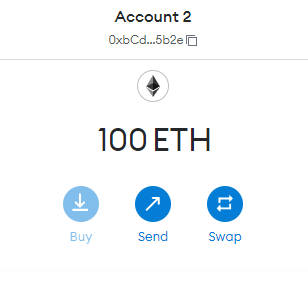 Account 2
0xbCd...5b2e
100 ETH
Buy
Send
Swap